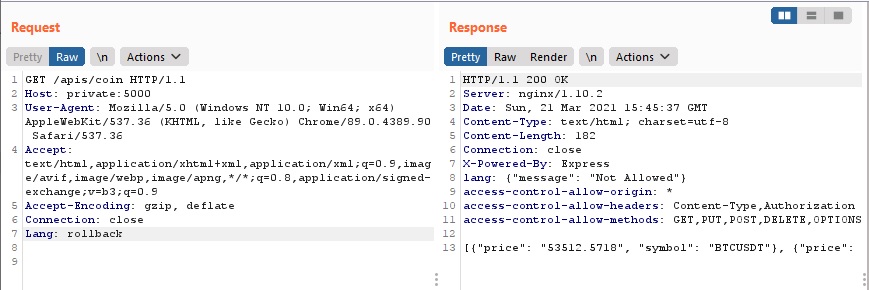 Request
Pretty Raw \n Actions
1 GET /apis/coin HTTP/1.1
2 Host: private:5000
3 User-Agent: Mozilla/5.0 (Windows NT 10.0; Win64; x64)
AppleWebKit/537.36 (KHTML, like Gecko) Chrome/89.0.4389.90
Safari/537.36
4 Accept:
text/html,application/xhtml+xml,application/xml;q=0.9,imag
e/avif,image/webp,image/apng,*/*;q=0.8,application/signed-
exchange;v=b3;q=0.9
5 Accept-Encoding: gzip, deflate
6 Connection: close
7 Lang: rollback
8
9
Response
Pretty Raw Render \n Actions
1 HTTP/1.1 200 OK
2 Server: nginx/1.10.2
3 Date: Sun, 21 Mar 2021 15:45:37 GMT
4 Content-Type: text/html; charset=utf-8
5 Content-Length: 182
6 Connection: close
7 X-Powered-By: Express
8 lang: {"message": "Not Allowed"}
9 access-control-allow-origin: *
10 access-control-allow-headers: Content-Type,Authorization
11 access-control-allow-methods: GET,PUT,POST,DELETE,OPTIONS
12
13 [{"price": "53512.5718", "symbol": "BTCUSDT"}, {"price":